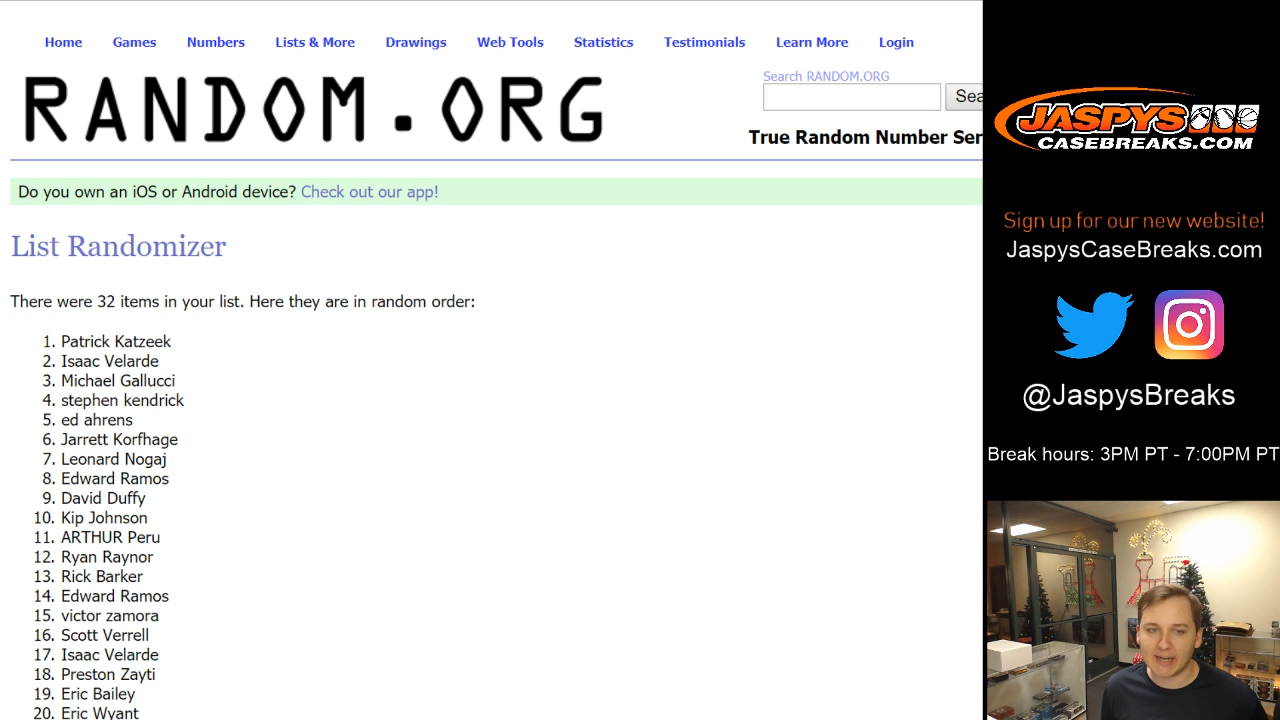 Home Games Numbers Lists & More Drawings Web Tools Statistics Testimonials Learn More Login
RANDOM.ORG
Search RANDOM.ORG
Sea
True Random Number Ser
Do you own an iOS or Android device? Check out our app!
List Randomizer
There were 32 items in your list. Here they are in random order:
1. Patrick Katzeek
2. Isaac Velarde
3. Michael Gallucci
4. stephen kendrick
5. ed ahrens
6. Jarrett Korfhage
7. Leonard Nogaj
8. Edward Ramos
9. David Duffy
10. Kip Johnson
11. ARTHUR Peru
12. Ryan Raynor
13. Rick Barker
14. Edward Ramos
15. victor zamora
16. Scott Verrell
17. Isaac Velarde
18. Preston Zayti
19. Eric Bailey
20. Eric Wyant
JASPYS
CASEBREAKS.COM
Sign up for our new website!
JaspysCaseBreaks.com
@JaspysBreaks
Break hours: 3PM PT - 7:00PM PT